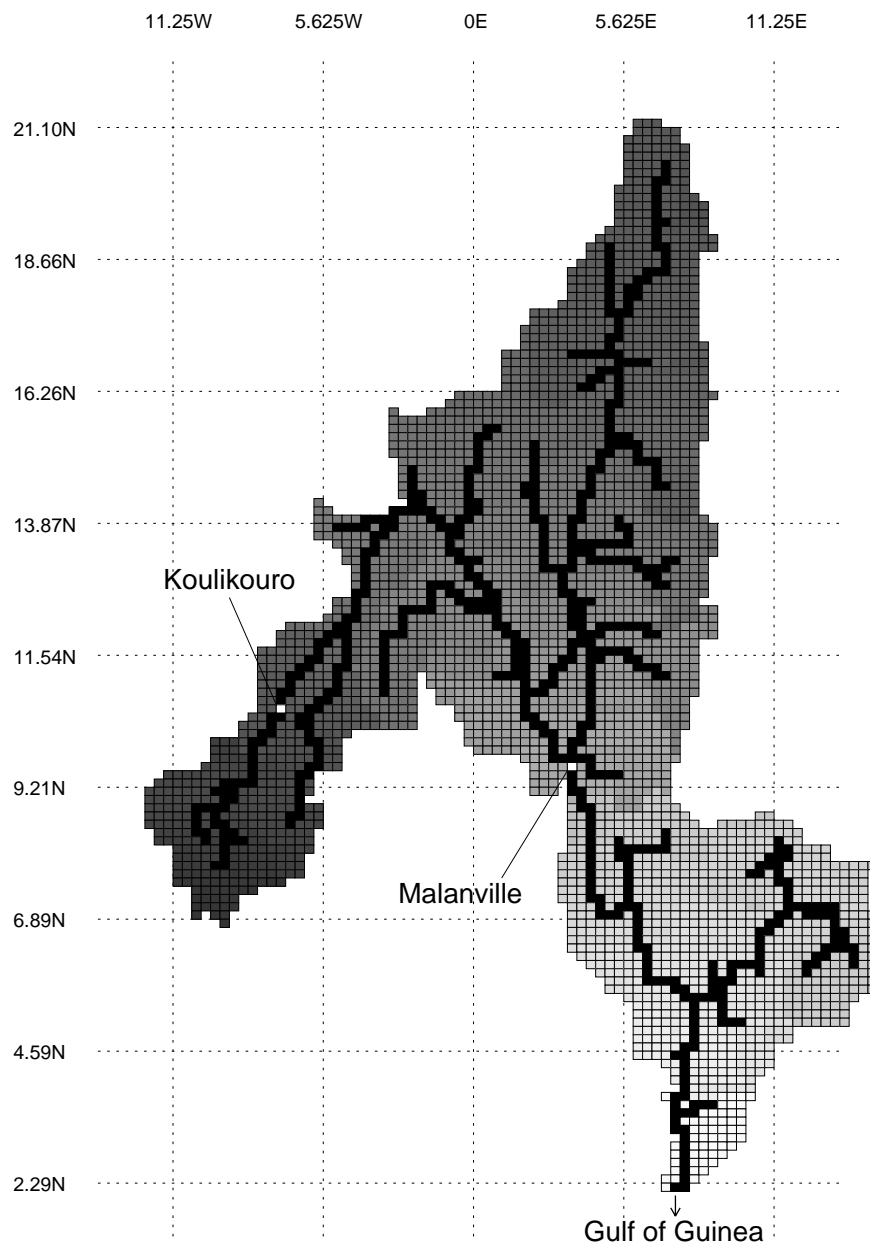 11.25W 5.625W 0E 5.625E 11.25E
21.10N
18.66N
16.26N
13.87N
Koulikouro
11.54N
9.21N
Malanville
6.89N
4.59N
2.29N
Gulf of Guinea